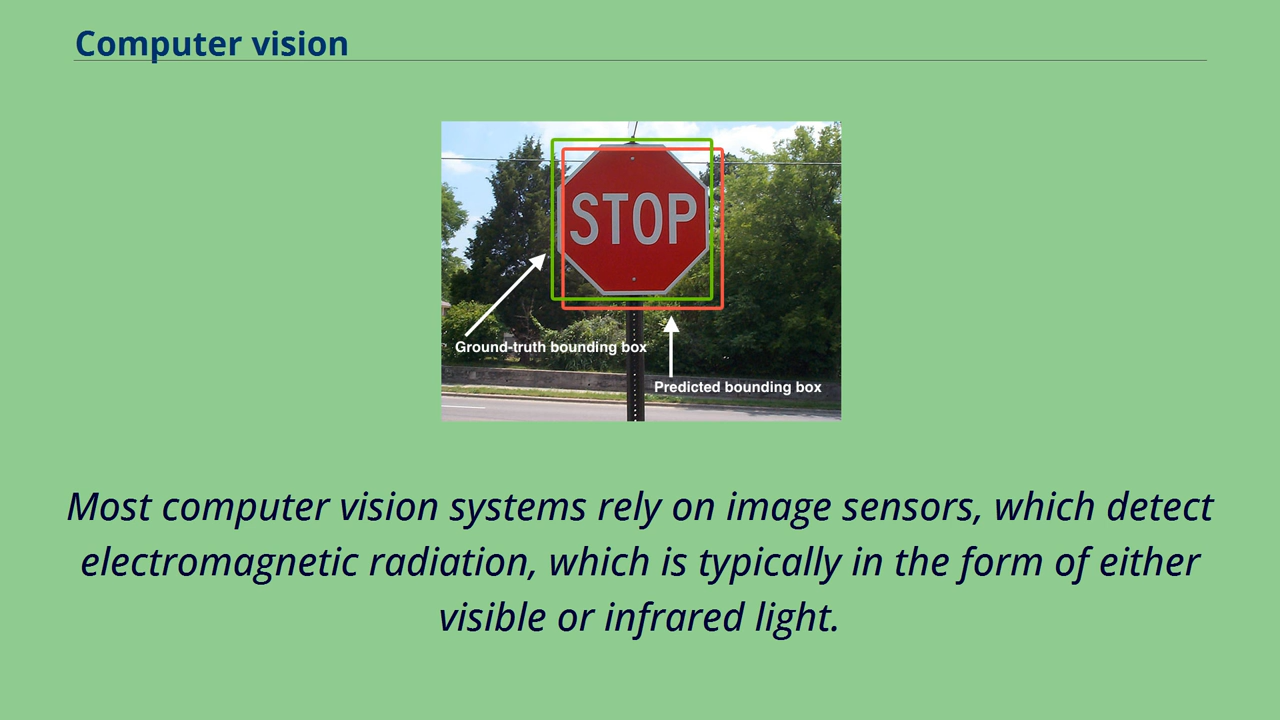 Computer vision
STOP
Ground-truth bounding box
Predicted bounding box
Most computer vision systems rely on image sensors, which detect
electromagnetic radiation, which is typically in the form of either
visible or infrared light.